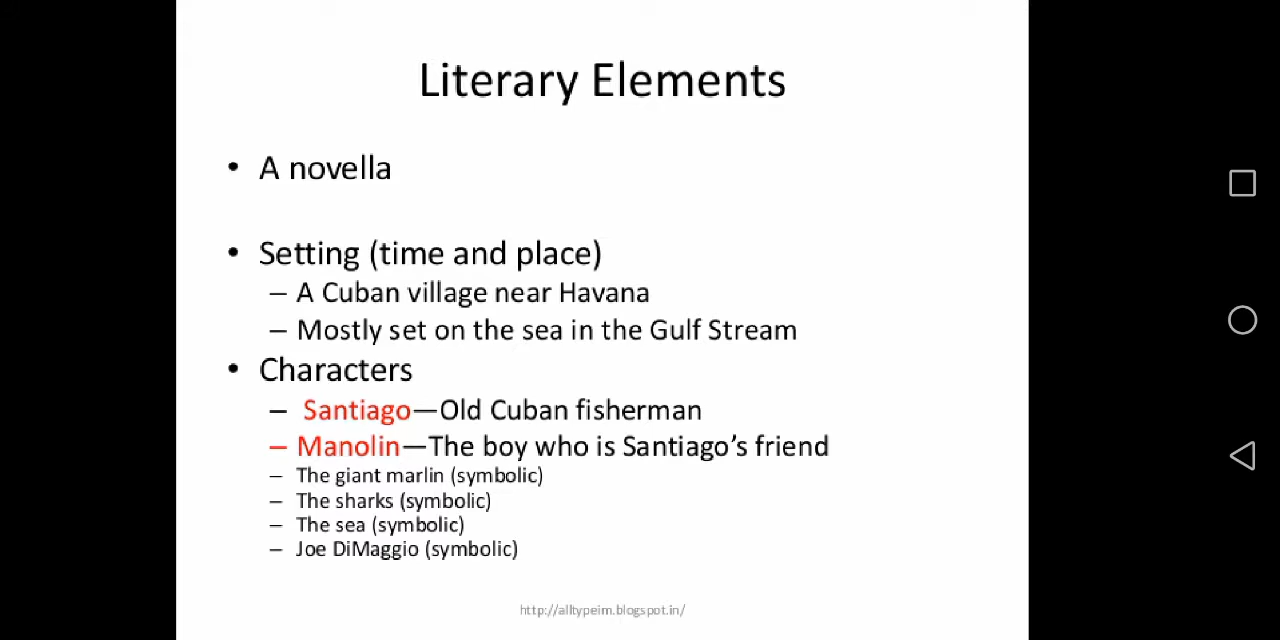 Literary Elements
• A novella
• Setting (time and place)
– A Cuban village near Havana
– Mostly set on the sea in the Gulf Stream
• Characters
– Santiago—Old Cuban fisherman
– Manolin—The boy who is Santiago’s friend
– The giant marlin (symbolic)
– The sharks (symbolic)
– The sea (symbolic)
– Joe DiMaggio (symbolic)
http://alltypeim.blogspot.in/